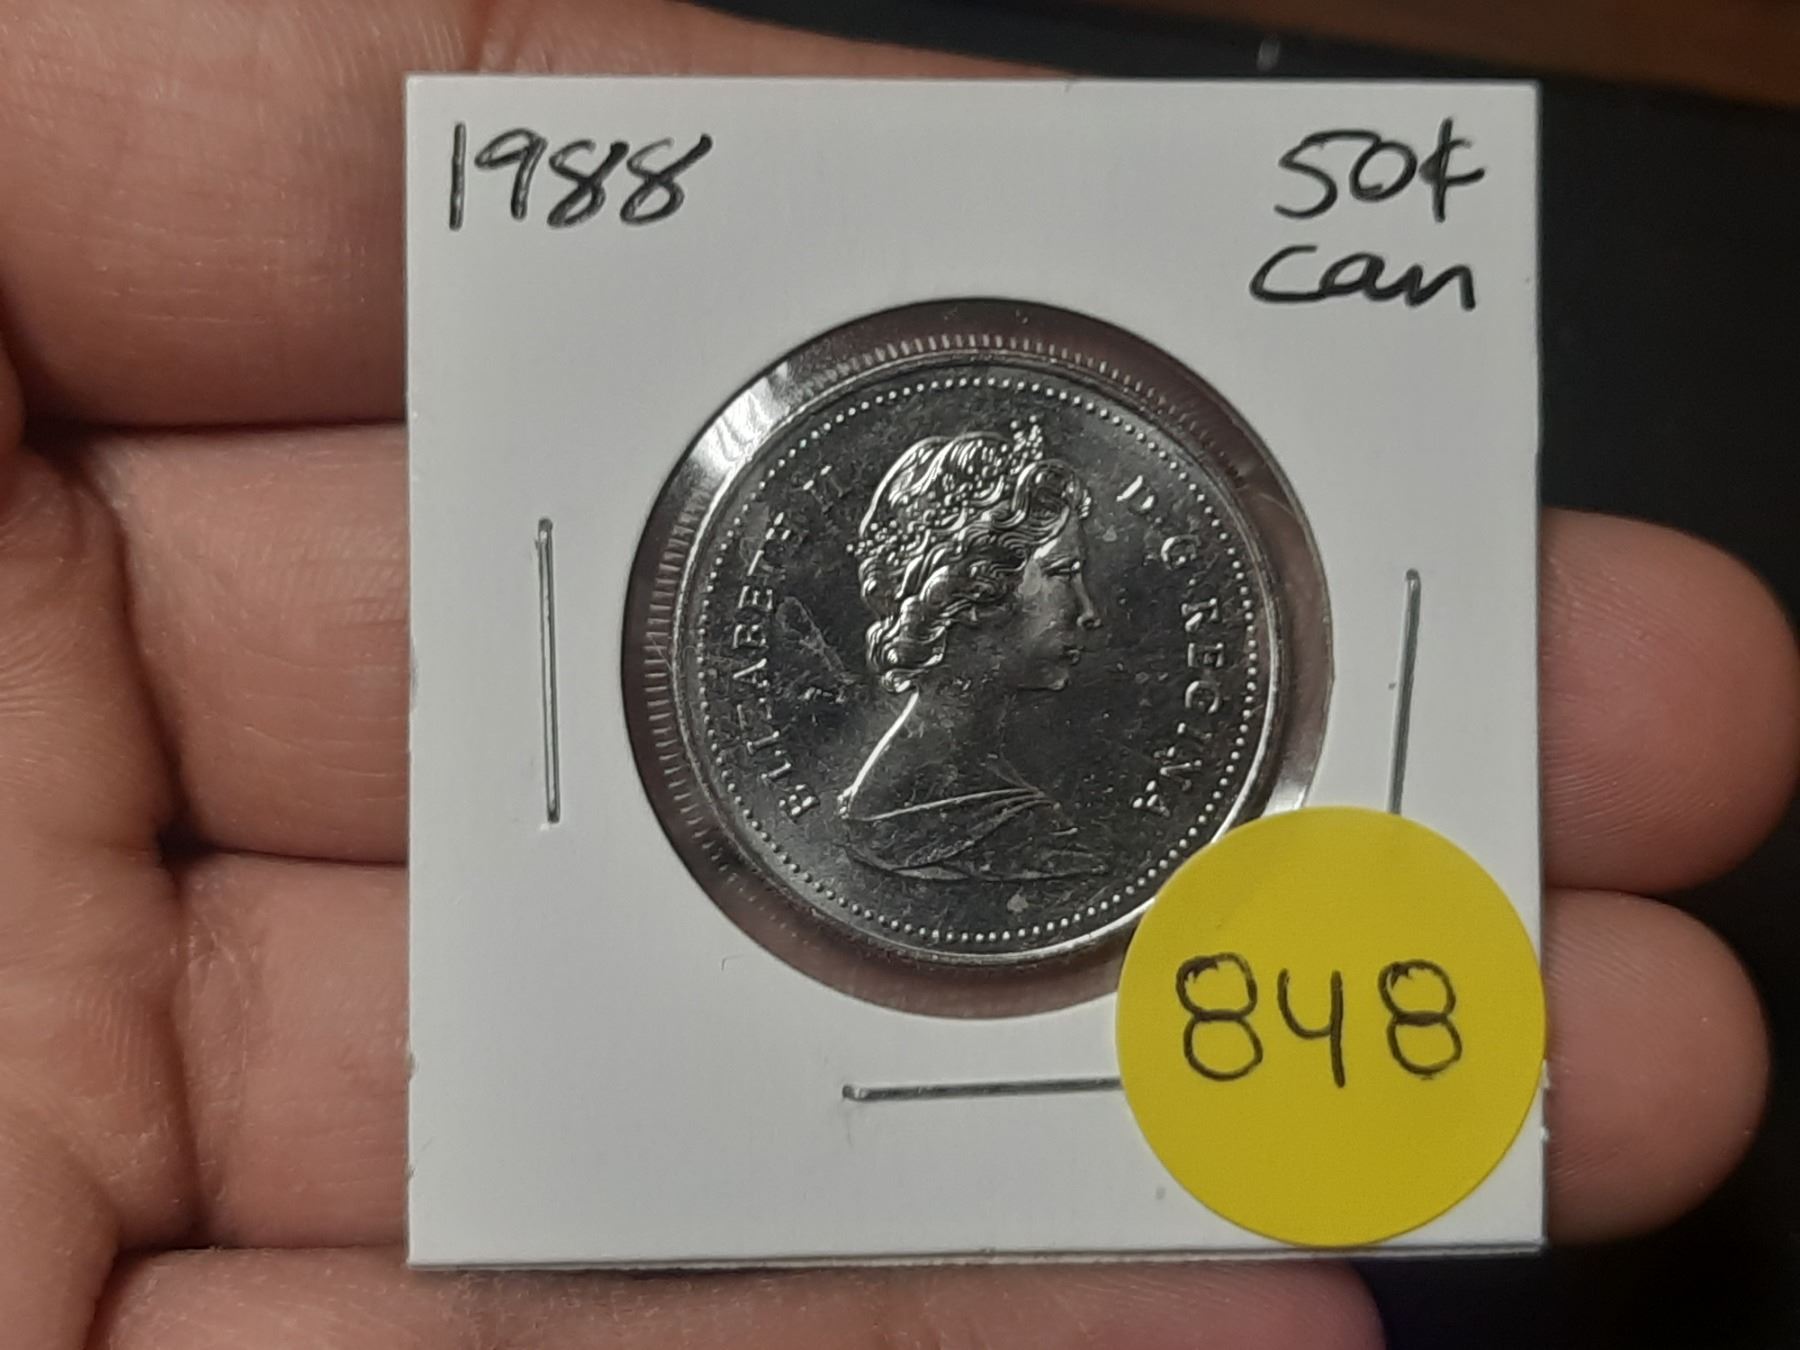 1988
50¢
can
ELIZABETH II D·G·REGINA
848